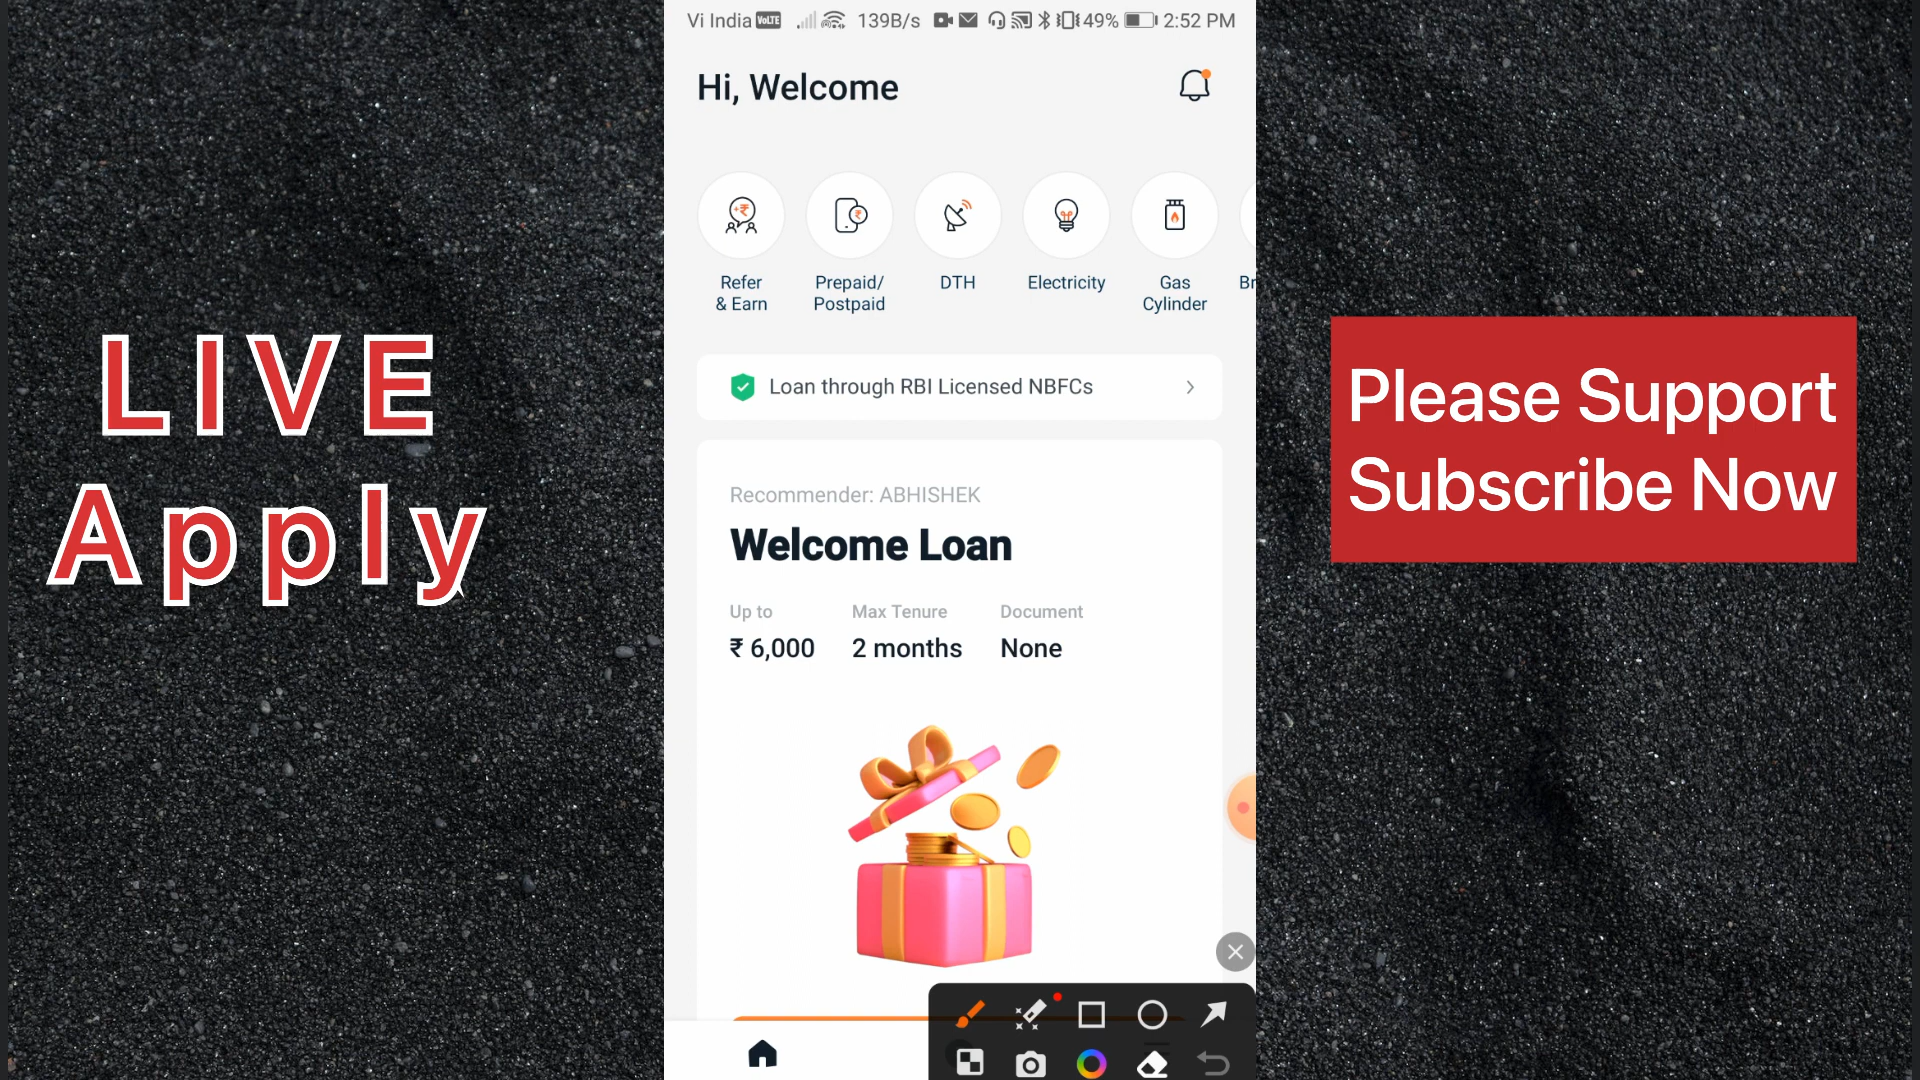 Vi India VoLTE 139B/s 49% 2:52 PM
Hi, Welcome
Refer
& Earn
Prepaid/
Postpaid
DTH
Electricity
Gas
Cylinder
Br
Loan through RBI Licensed NBFCs
Recommender: ABHISHEK
Welcome Loan
Up to
₹ 6,000
Max Tenure
2 months
Document
None
LIVE
Apply
Please Support
Subscribe Now